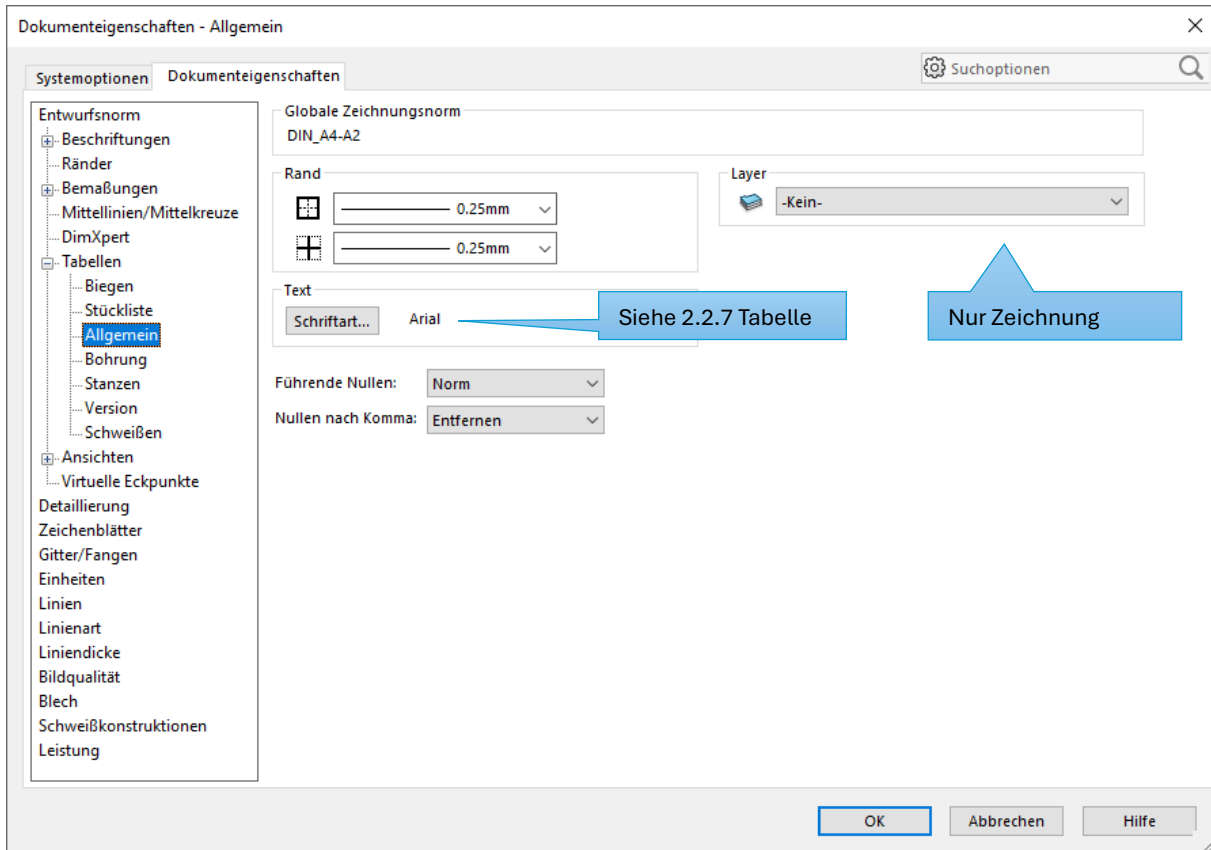 Dokumenteigenschaften - Allgemein
Systemoptionen
Dokumenteigenschaften
Suchoptionen
Entwurfsnorm
Beschriftungen
Ränder
Bemaßungen
Mittellinien/Mittelkreuze
DimXpert
Tabellen
Biegen
Stückliste
Allgemein
Bohrung
Stanzen
Version
Schweißen
Ansichten
Virtuelle Eckpunkte
Detaillierung
Zeichenblätter
Gitter/Fangen
Einheiten
Linien
Linienart
Liniendicke
Bildqualität
Blech
Schweißkonstruktionen
Leistung
Globale Zeichnungsnorm
DIN_A4-A2
Rand
0.25mm
0.25mm
Layer
-Kein-
Text
Schriftart... Arial
Siehe 2.2.7 Tabelle
Nur Zeichnung
Führende Nullen: Norm
Nullen nach Komma: Entfernen
OK
Abbrechen
Hilfe